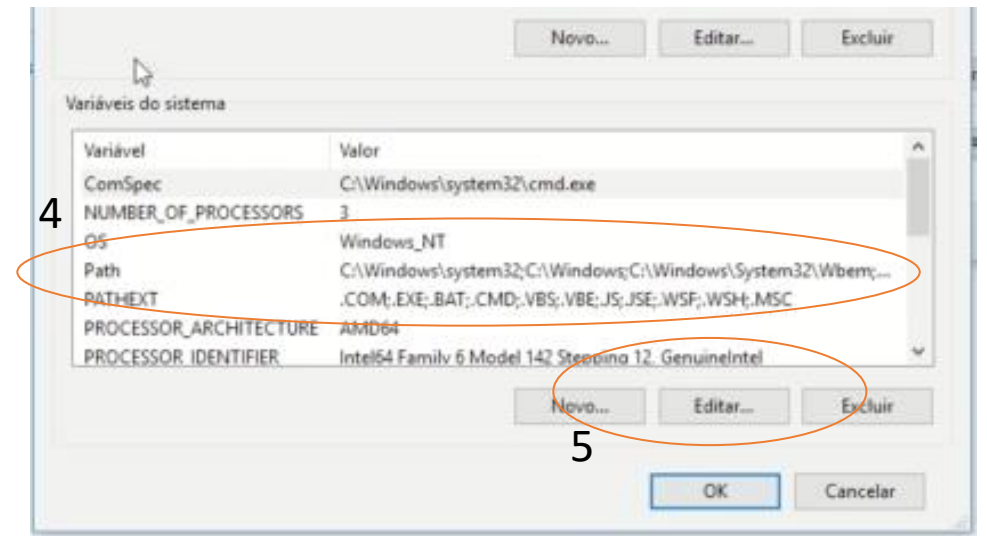 Novo... Editar... Excluir
Variáveis do sistema
Variável Valor
ComSpec C:\Windows\system32\cmd.exe
4
NUMBER_OF_PROCESSORS 3
OS Windows_NT
Path C:\Windows\system32;C:\Windows;C:\Windows\System32\Wbem;...
PATHEXT .COM;.EXE;.BAT;.CMD;.VBS;.VBE;.JS;.JSE;.WSF;.WSH;.MSC
PROCESSOR_ARCHITECTURE AMD64
PROCESSOR_IDENTIFIER Intel64 Family 6 Model 142 Stepping 12, GenuineIntel
Novo... Editar... Excluir
5
OK Cancelar